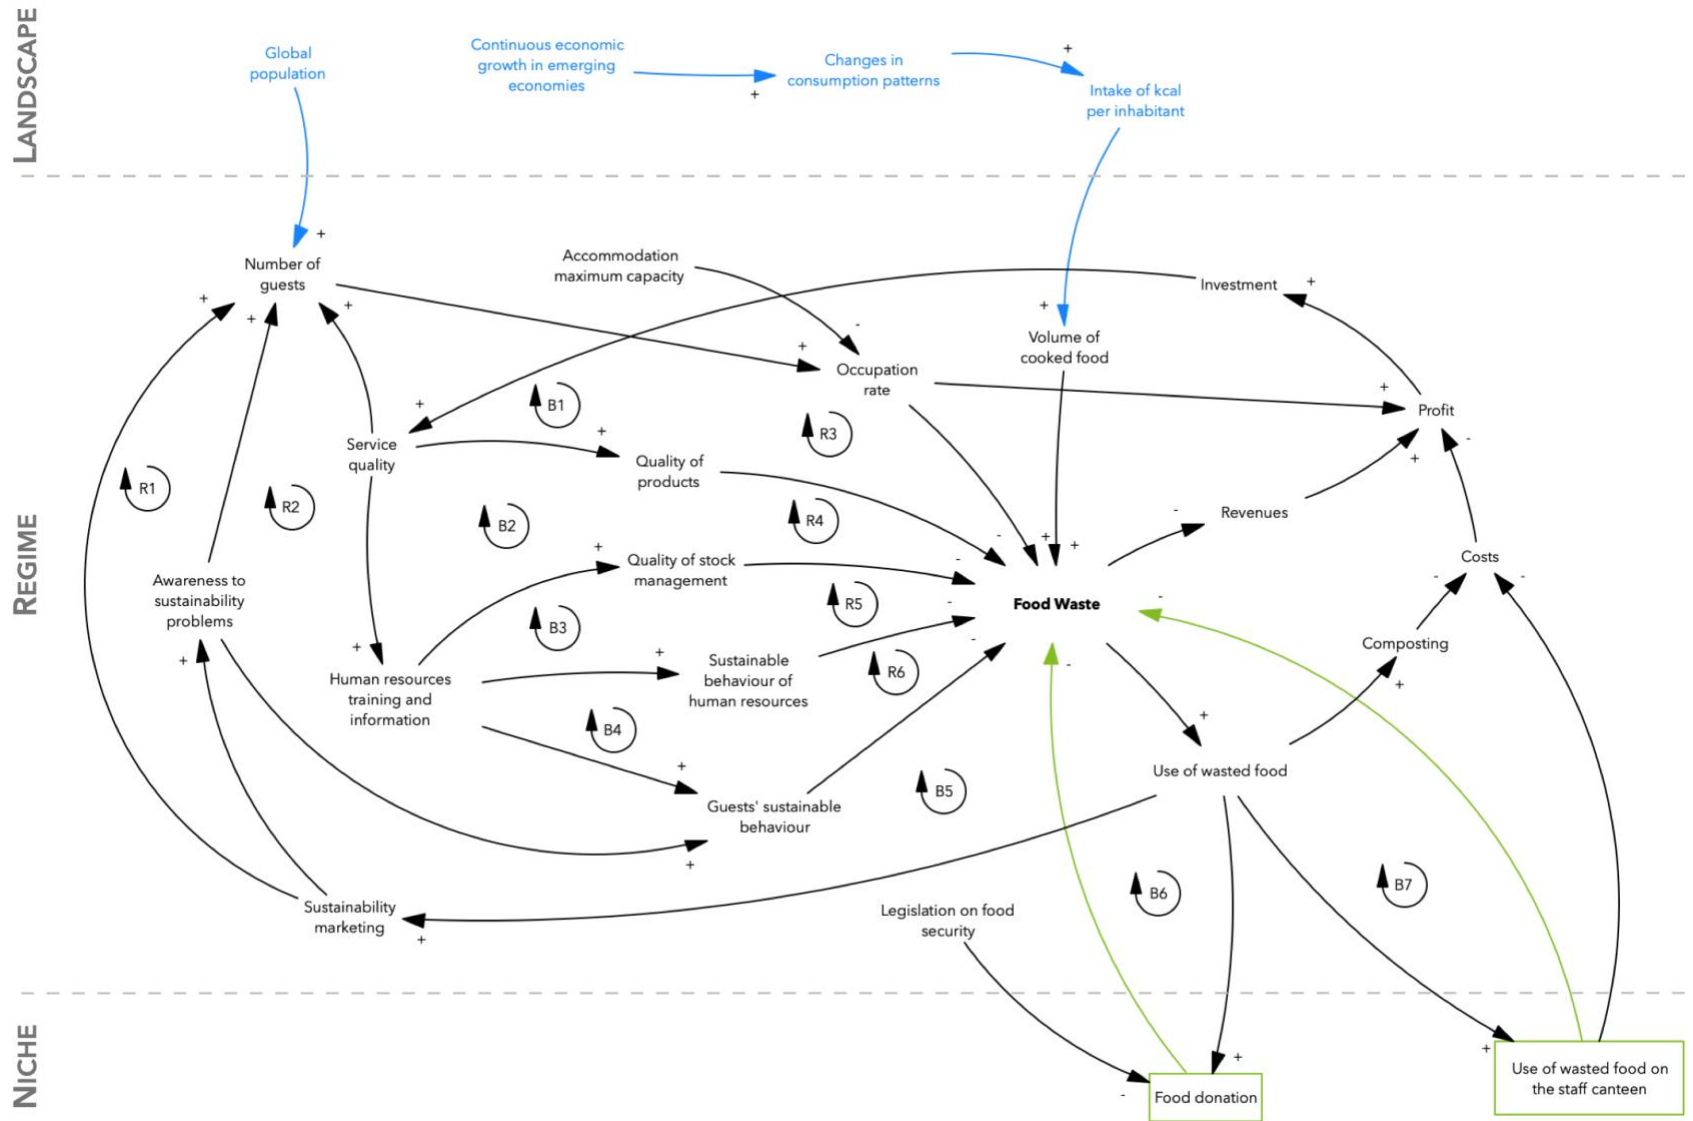 LANDSCAPE
Global
population
Continuous economic
growth in emerging
economies
+
Changes in
consumption patterns
+
Intake of kcal
per inhabitant
REGIME
+
Number of
guests
Accommodation
maximum capacity
Investment
+
+
Volume of
cooked food
+
+
+
-
+
Occupation
rate
+
Profit
+
B1
R3
-
+
Service
quality
+
Quality of
products
R1
R2
B2
R4
-
Revenues
-
+
+
+
Quality of stock
management
-
Costs
-
-
Awareness to
sustainability
problems
Food Waste
-
R5
-
B3
-
Composting
+
+
+
+
Human resources
training and
information
Sustainable
behaviour of
human resources
R6
-
B4
+
+
Use of wasted food
Guests' sustainable
behaviour
B5
+
B6
B7
Sustainability
marketing
+
Legislation on food
security
NICHE
-
+
Food donation
+
Use of wasted food on
the staff canteen